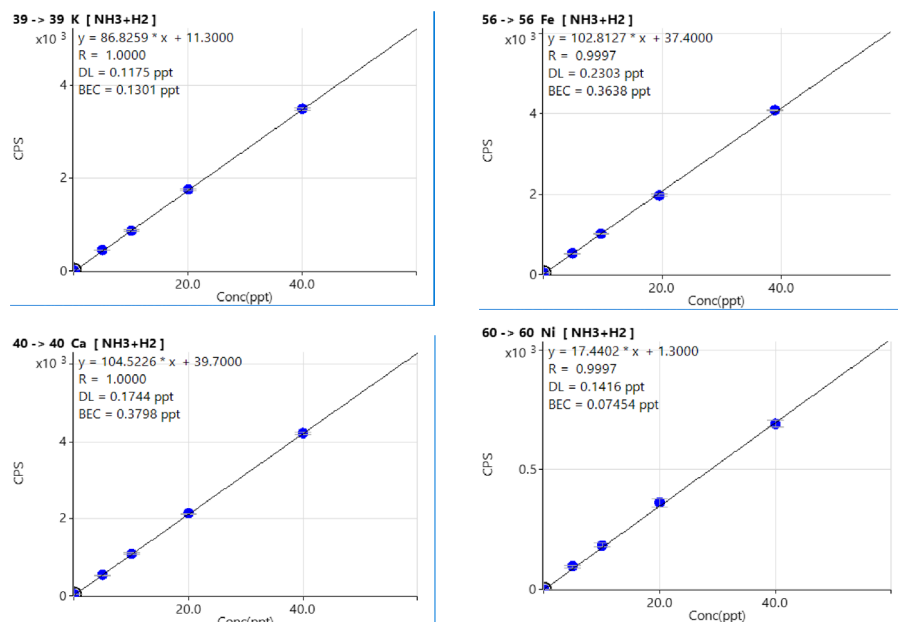 39 -> 39 K [ NH3+H2 ]
x10 3
y = 86.8259 * x + 11.3000
R = 1.0000
DL = 0.1175 ppt
BEC = 0.1301 ppt
4
CPS
2
0
20.0
40.0
Conc(ppt)
56 -> 56 Fe [ NH3+H2 ]
x10 3
y = 102.8127 * x + 37.4000
R = 0.9997
DL = 0.2303 ppt
BEC = 0.3638 ppt
4
CPS
2
0
20.0
40.0
Conc(ppt)
40 -> 40 Ca [ NH3+H2 ]
x10 3
y = 104.5226 * x + 39.7000
R = 1.0000
DL = 0.1744 ppt
BEC = 0.3798 ppt
4
CPS
2
0
20.0
40.0
Conc(ppt)
60 -> 60 Ni [ NH3+H2 ]
x10 3
y = 17.4402 * x + 1.3000
R = 0.9997
DL = 0.1416 ppt
BEC = 0.07454 ppt
0.5
CPS
0
20.0
40.0
Conc(ppt)